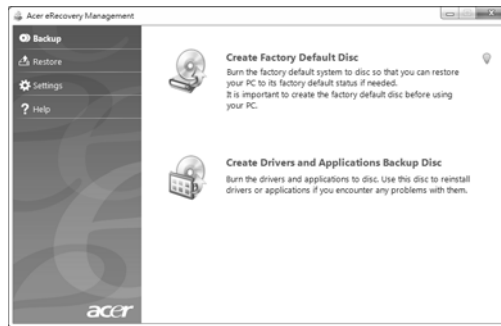 Acer eRecovery Management
Backup
Restore
Settings
Help
Create Factory Default Disc
Burn the factory default system to disc so that you can restore
your PC to its factory default status if needed.
It is important to create the factory default disc before using
your PC.
Create Drivers and Applications Backup Disc
Burn the drivers and applications to disc. Use this disc to reinstall
drivers or applications if you encounter any problems with them.
acer